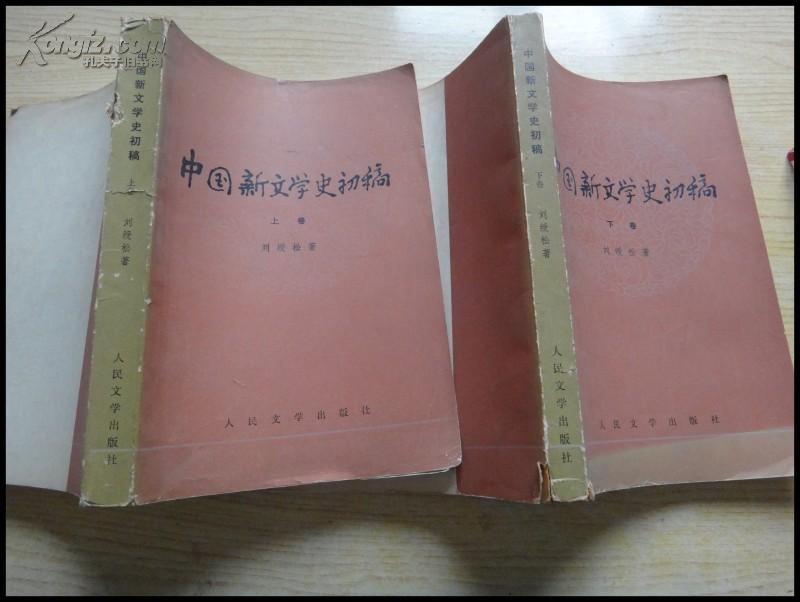 Kongfz.com
孔夫子旧书网
中国新文学史初稿
上卷
刘绶松著
人民文学出版社
中国新文学史初稿
上卷
刘绶松著
人民文学出版社
中国新文学史初稿
下卷
刘绶松著
人民文学出版社
中国新文学史初稿
下卷
刘绶松著
人民文学出版社